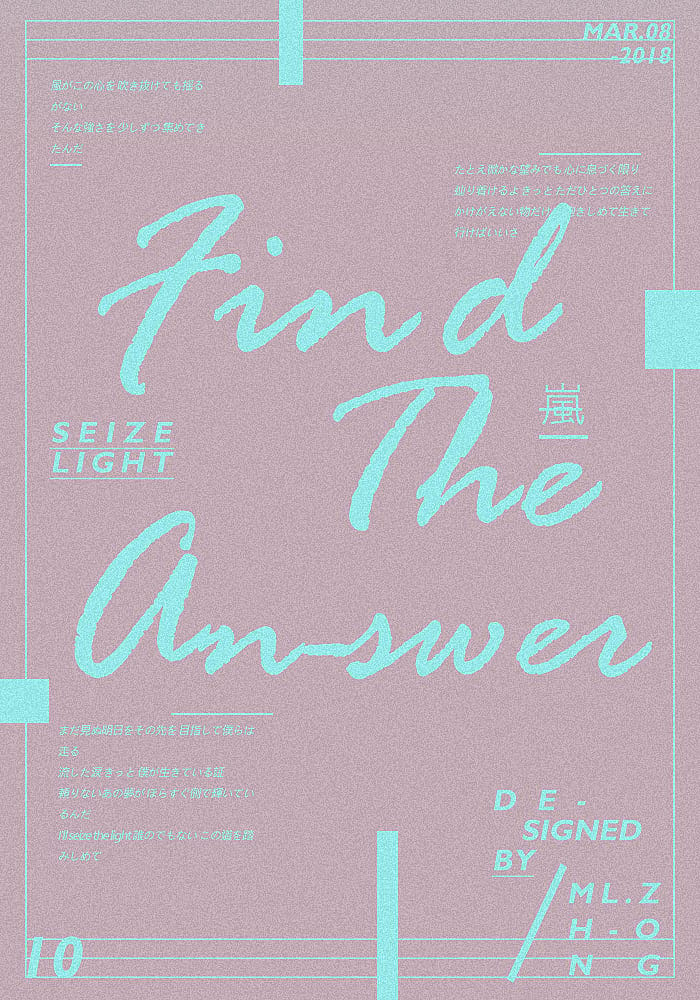 MAR.08
-2018
風がこの心を吹き抜けても揺る
がない
そんな強さを少しずつ集めてき
たんだ
たとえ微かな望みでも心に息づく限り
辿り着けるよきっとただひとつの答えに
かけがえない物だけ 抱きしめて生きて
行けばいいさ
Find
The
嵐
SEIZE
LIGHT
Answer
まだ見ぬ明日をその先を目指して僕らは
走る
流した涙きっと僕が生きている証
頼りないあの星がほらすぐ側で輝いてい
るんだ
I'll seize the light 誰のでもないこの道を踏
みしめて
DE-
SIGNED
BY
ML.Z
H-O
NG
10